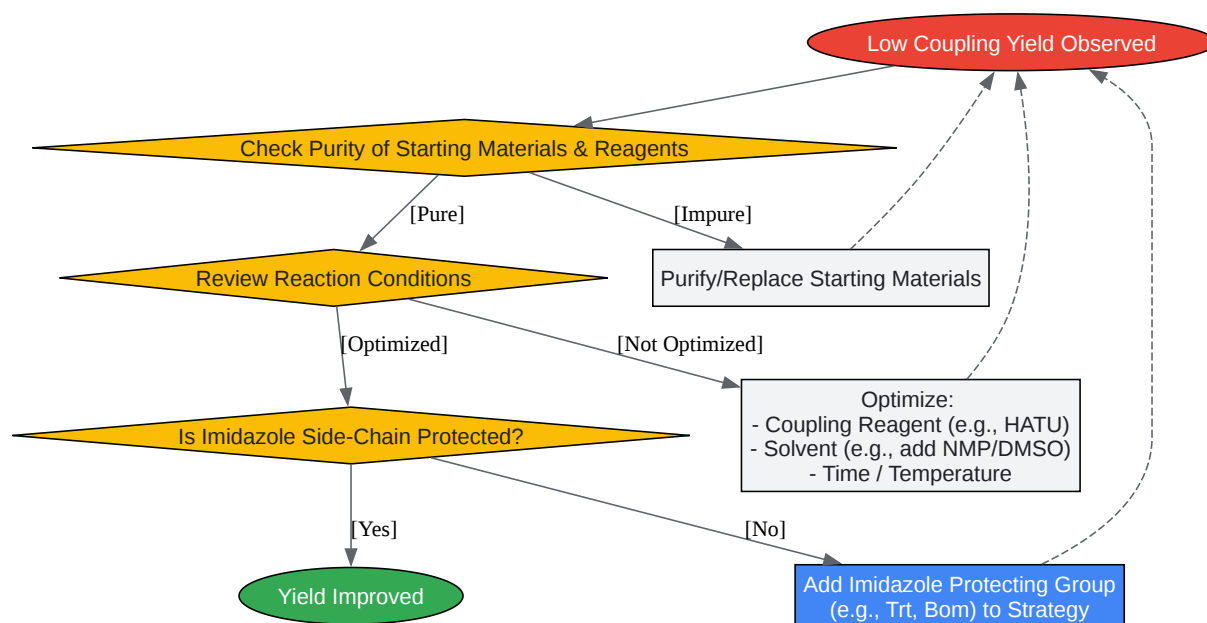 Low Coupling Yield Observed
Check Purity of Starting Materials & Reagents
[Pure]
[Impure]
Review Reaction Conditions
Purify/Replace Starting Materials
[Optimized]
[Not Optimized]
Optimize:
- Coupling Reagent (e.g., HATU)
- Solvent (e.g., add NMP/DMSO)
- Time / Temperature
Is Imidazole Side-Chain Protected?
[Yes]
[No]
Yield Improved
Add Imidazole Protecting Group
(e.g., Trt, Bom) to Strategy